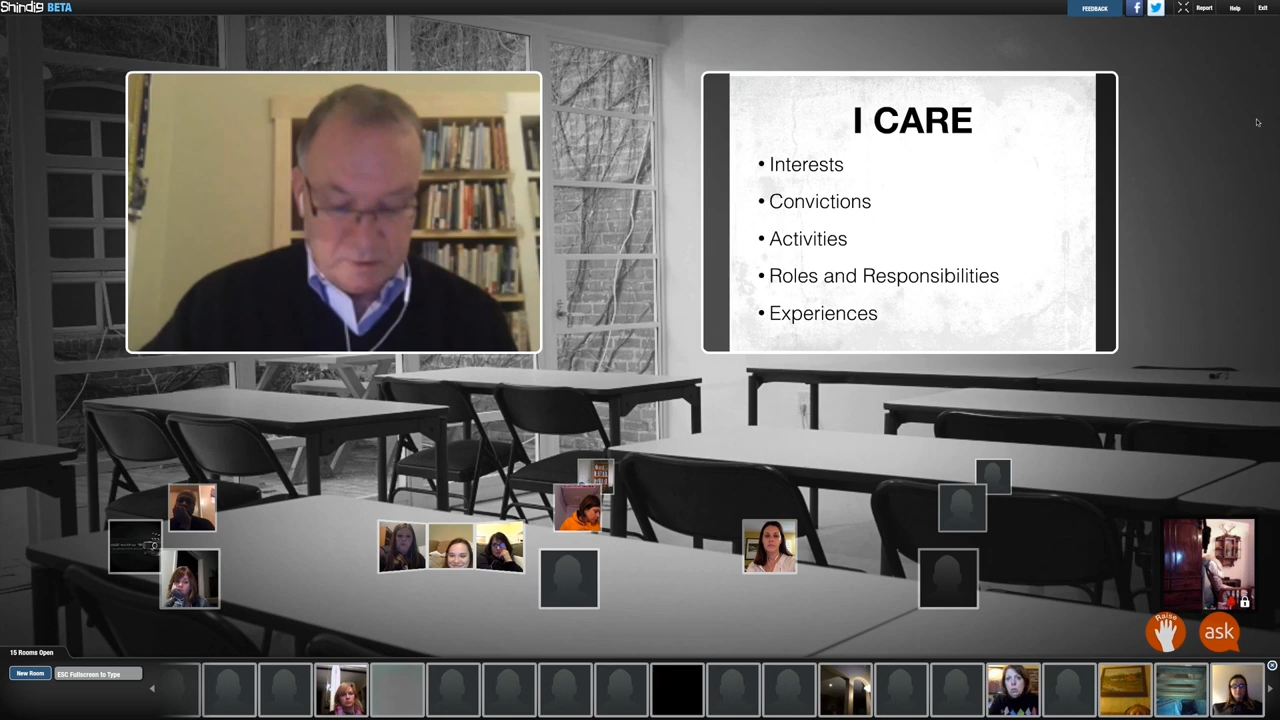 Shindig BETA
FEEDBACK
Report
Help
Exit
I CARE
• Interests
• Convictions
• Activities
• Roles and Responsibilities
• Experiences
Raise
ask
15 Rooms Open
New Room
ESC Fullscreen to Type